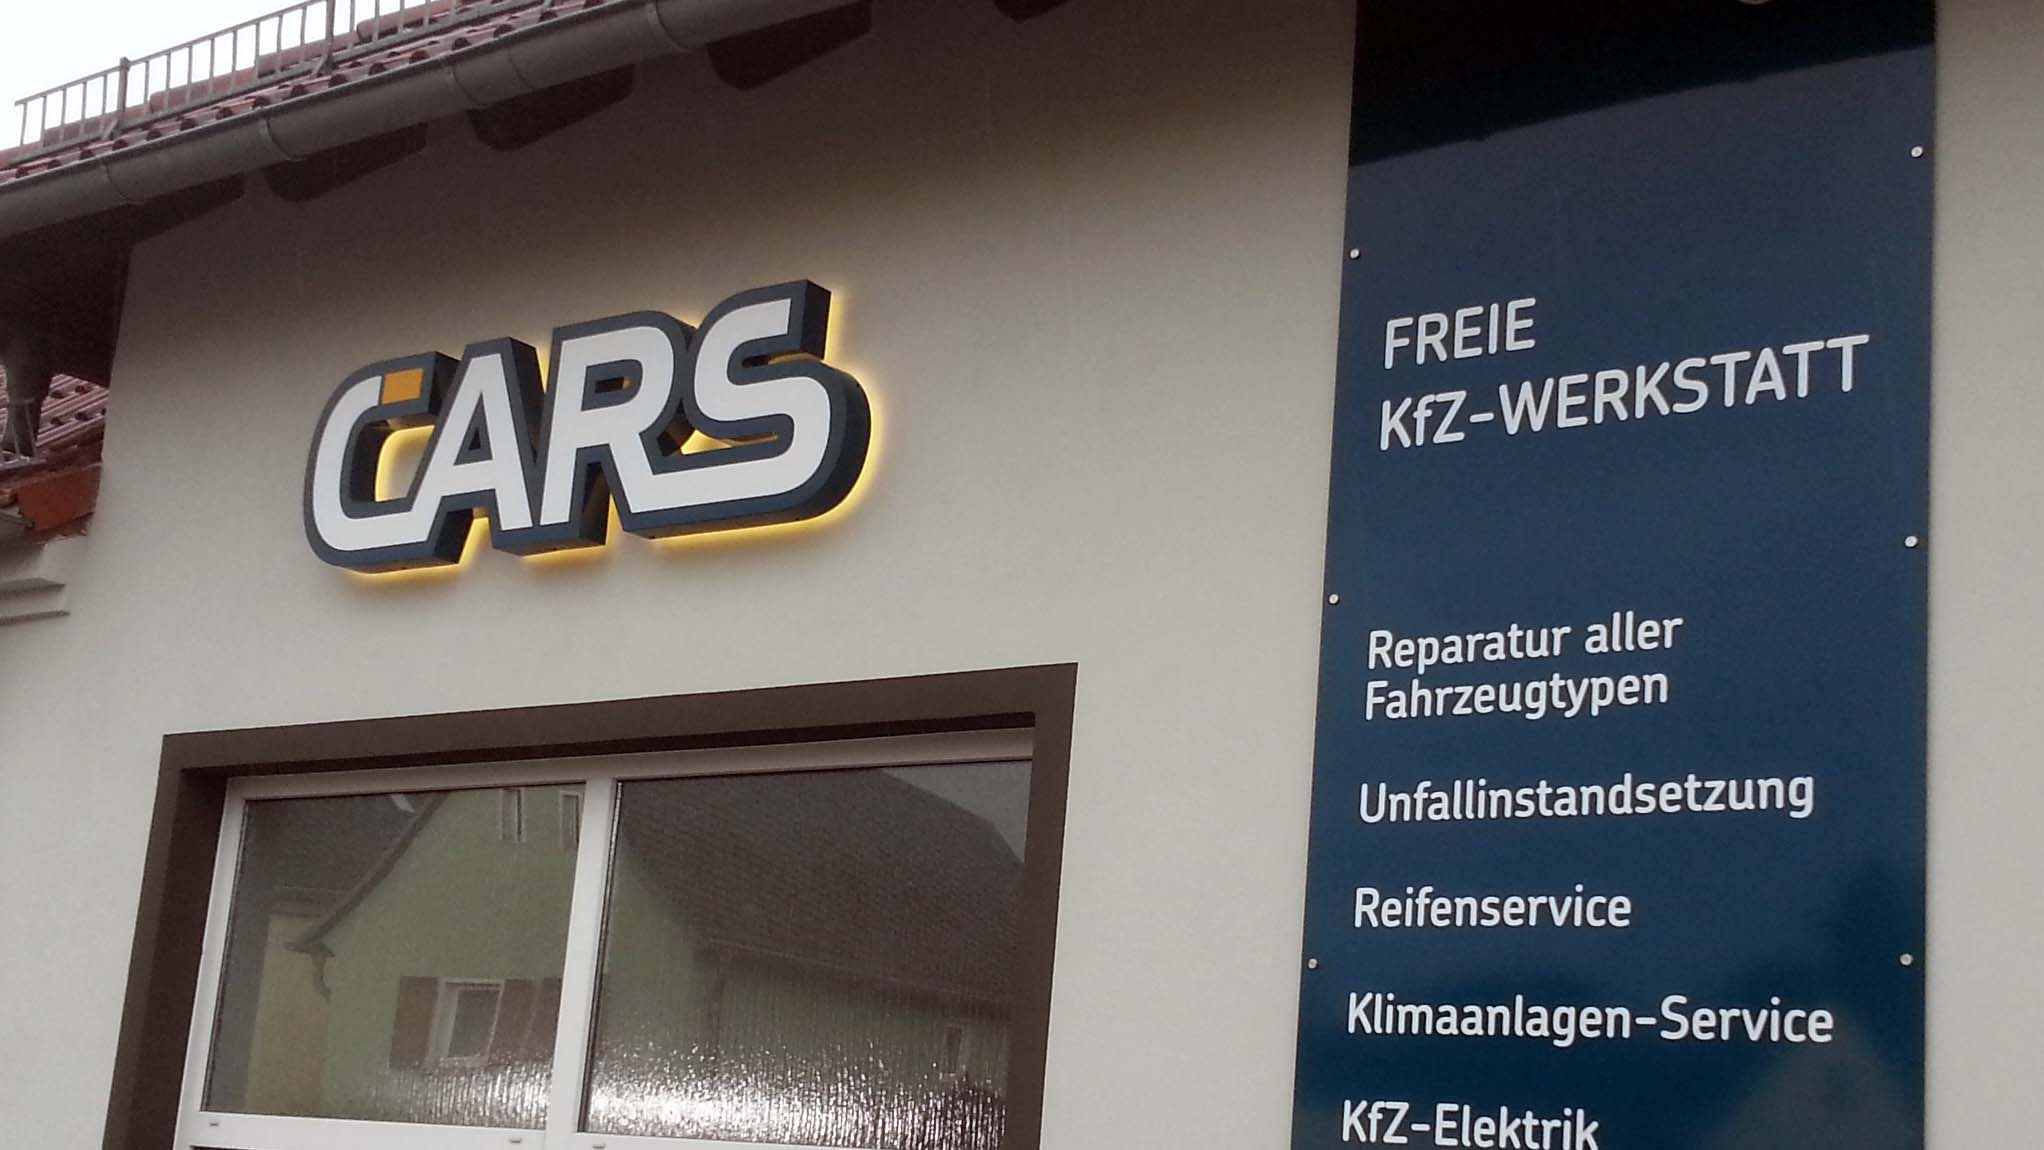 CARS
FREIE
KfZ-WERKSTATT
Reparatur aller
Fahrzeugtypen
Unfallinstandsetzung
Reifenservice
Klimaanlagen-Service
KfZ-Elektrik